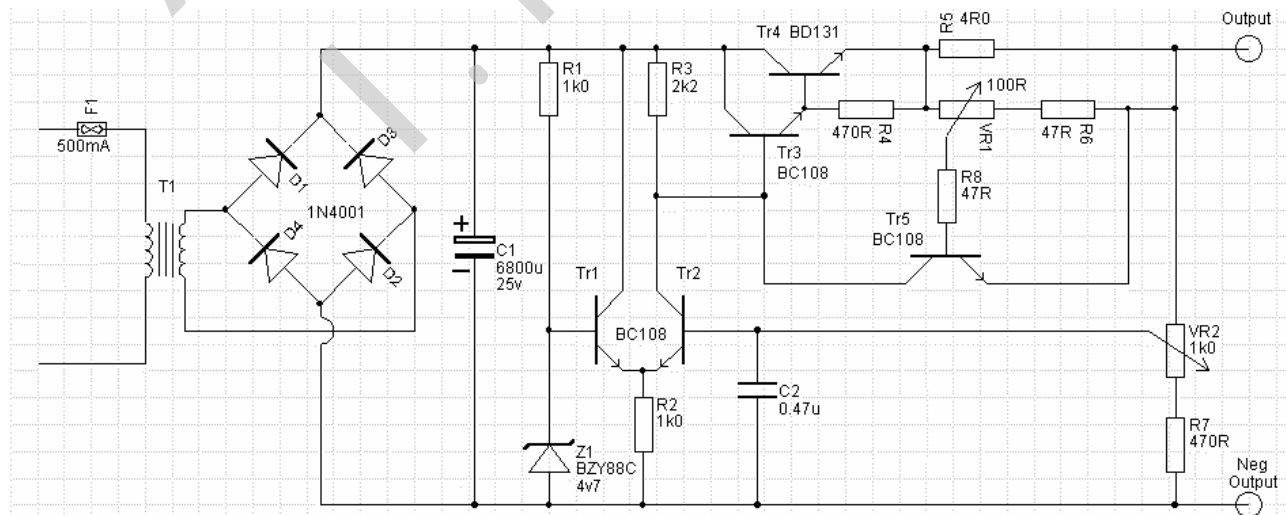 F1
500mA
T1
D1
D3
1N4001
D4
D2
+
C1
6800u
25v
−
R1
1k0
Tr1
BC108
Tr2
R3
2k2
R2
1k0
Z1
BZY88C
4v7
C2
0.47u
Tr4 BD131
Tr3
BC108
470R
R4
R5
4R0
100R
VR1
47R
R6
R8
47R
Tr5
BC108
Output
VR2
1k0
R7
470R
Neg
Output